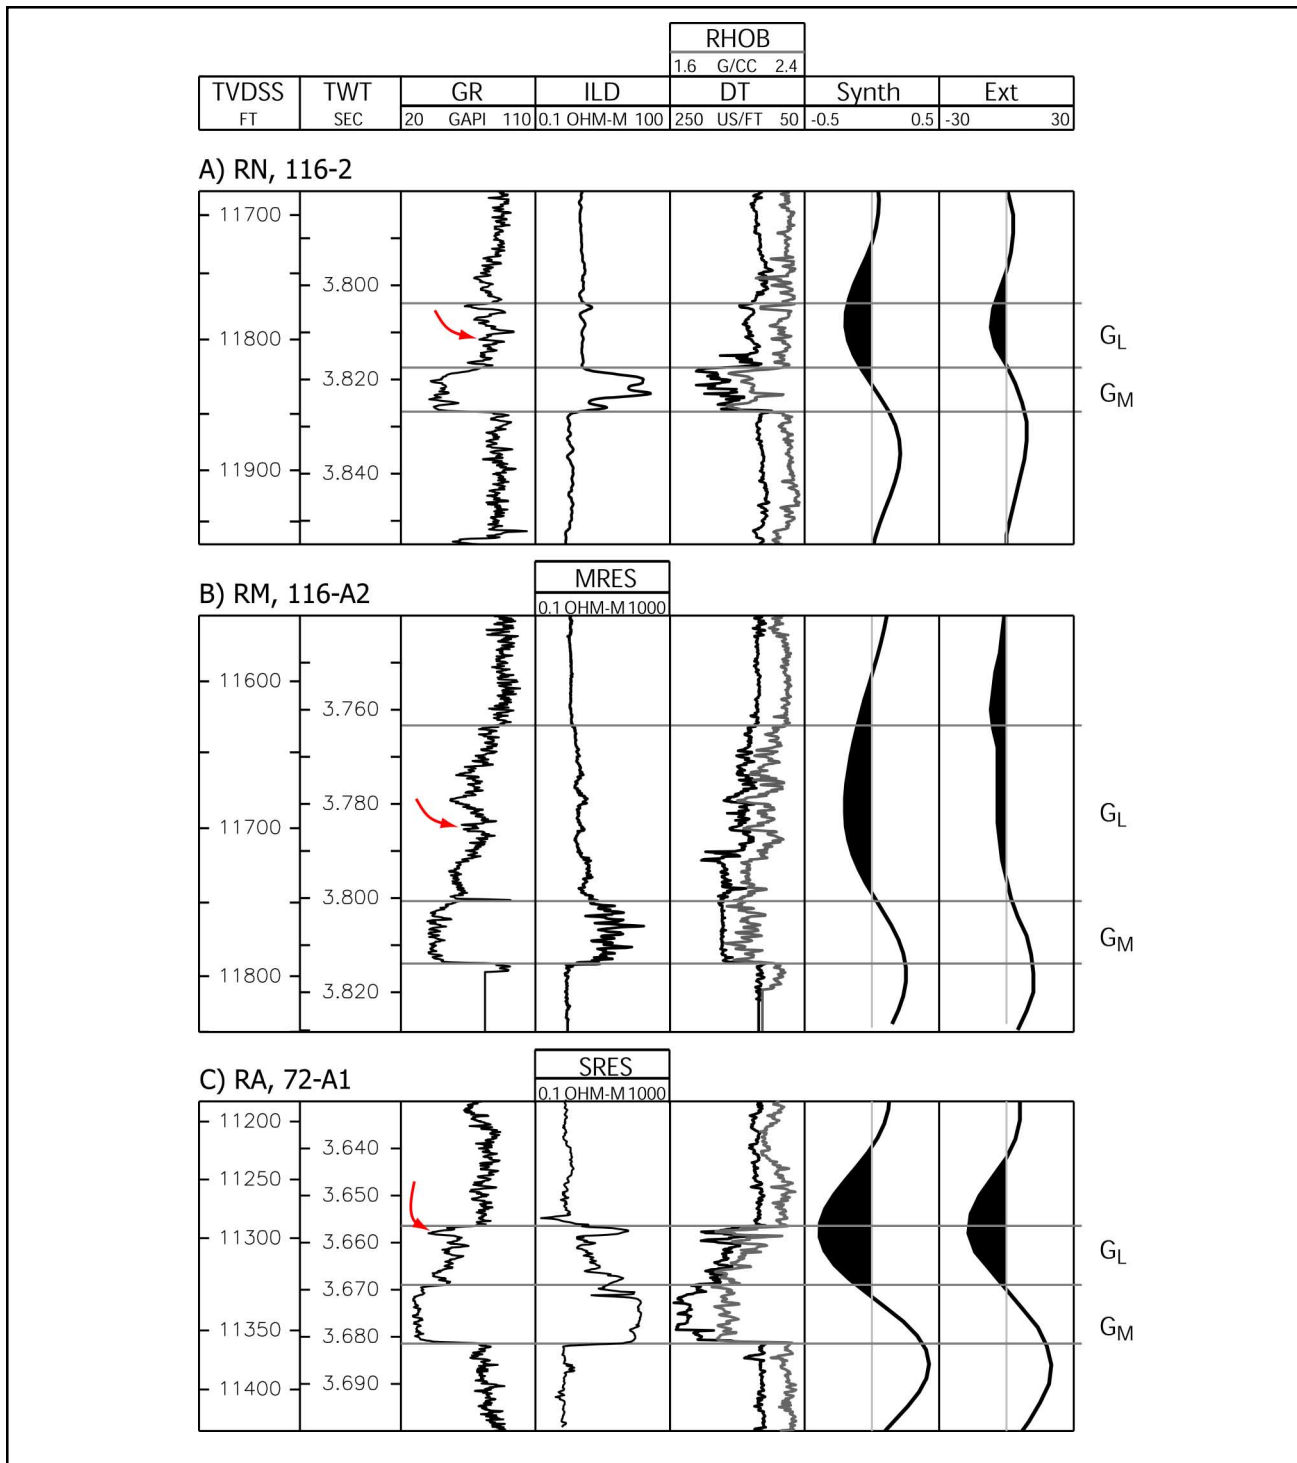 RHOB
1.6 G/CC 2.4
TVDSS TWT GR ILD DT Synth Ext
FT SEC 20 GAPI 110 0.1 OHM-M 100 250 US/FT 50 -0.5 0.5 -30 30
A) RN, 116-2
11700
3.800
11800 GL
3.820 GM
11900 3.840
MRES
B) RM, 116-A2
0.1 OHM-M 1000
11600
3.760
3.780 GL
11700
3.800
GM
11800
3.820
SRES
C) RA, 72-A1
0.1 OHM-M 1000
11200
3.640
11250
3.650
11300 3.660 GL
3.670
11350 3.680 GM
11400 3.690